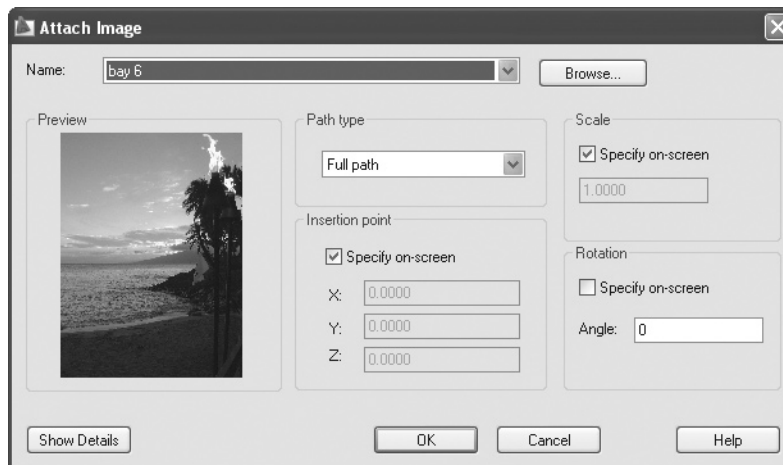 Attach Image
Name:
bay 6
Browse...
Preview
Path type
Full path
Insertion point
Specify on-screen
X: 0.0000
Y: 0.0000
Z: 0.0000
Scale
Specify on-screen
1.0000
Rotation
Specify on-screen
Angle: 0
Show Details
OK
Cancel
Help